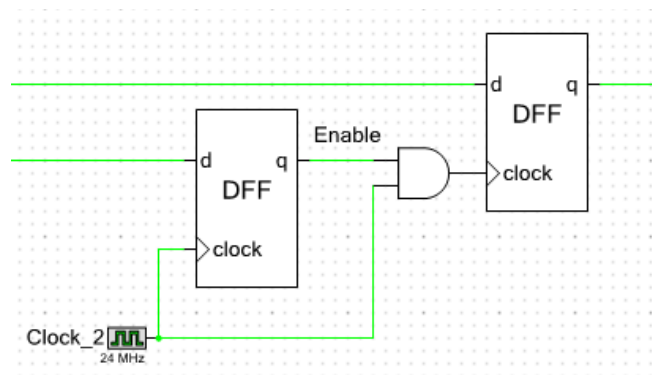 d q
DFF
clock
Enable
d q
DFF
clock
Clock_2
24 MHz